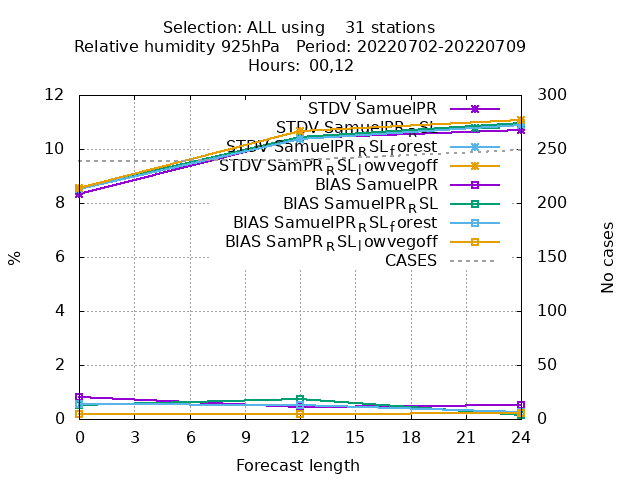 Selection: ALL using 31 stations
Relative humidity 925hPa Period: 20220702-20220709
Hours: 00,12
12 300
STDV SamuelPR
STDV SamuelPR_RSL
10 250
STDV SamuelPR_RSL_forest
STDV SamPR_RSL_lowvegoff
BIAS SamuelPR
8 200
BIAS SamuelPR_RSL
BIAS SamuelPR_RSL_forest
BIAS SamPR_RSL_lowvegoff
6 150
CASES
4 100
2 50
0 0
% No cases
0 3 6 9 12 15 18 21 24
Forecast length